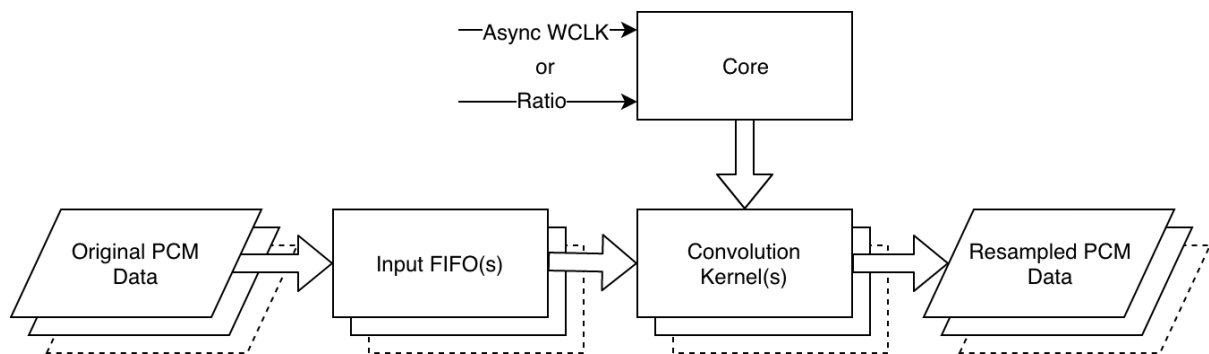 Async WCLK
or
Ratio
Core
Original PCM
Data
Input FIFO(s)
Convolution
Kernel(s)
Resampled PCM
Data